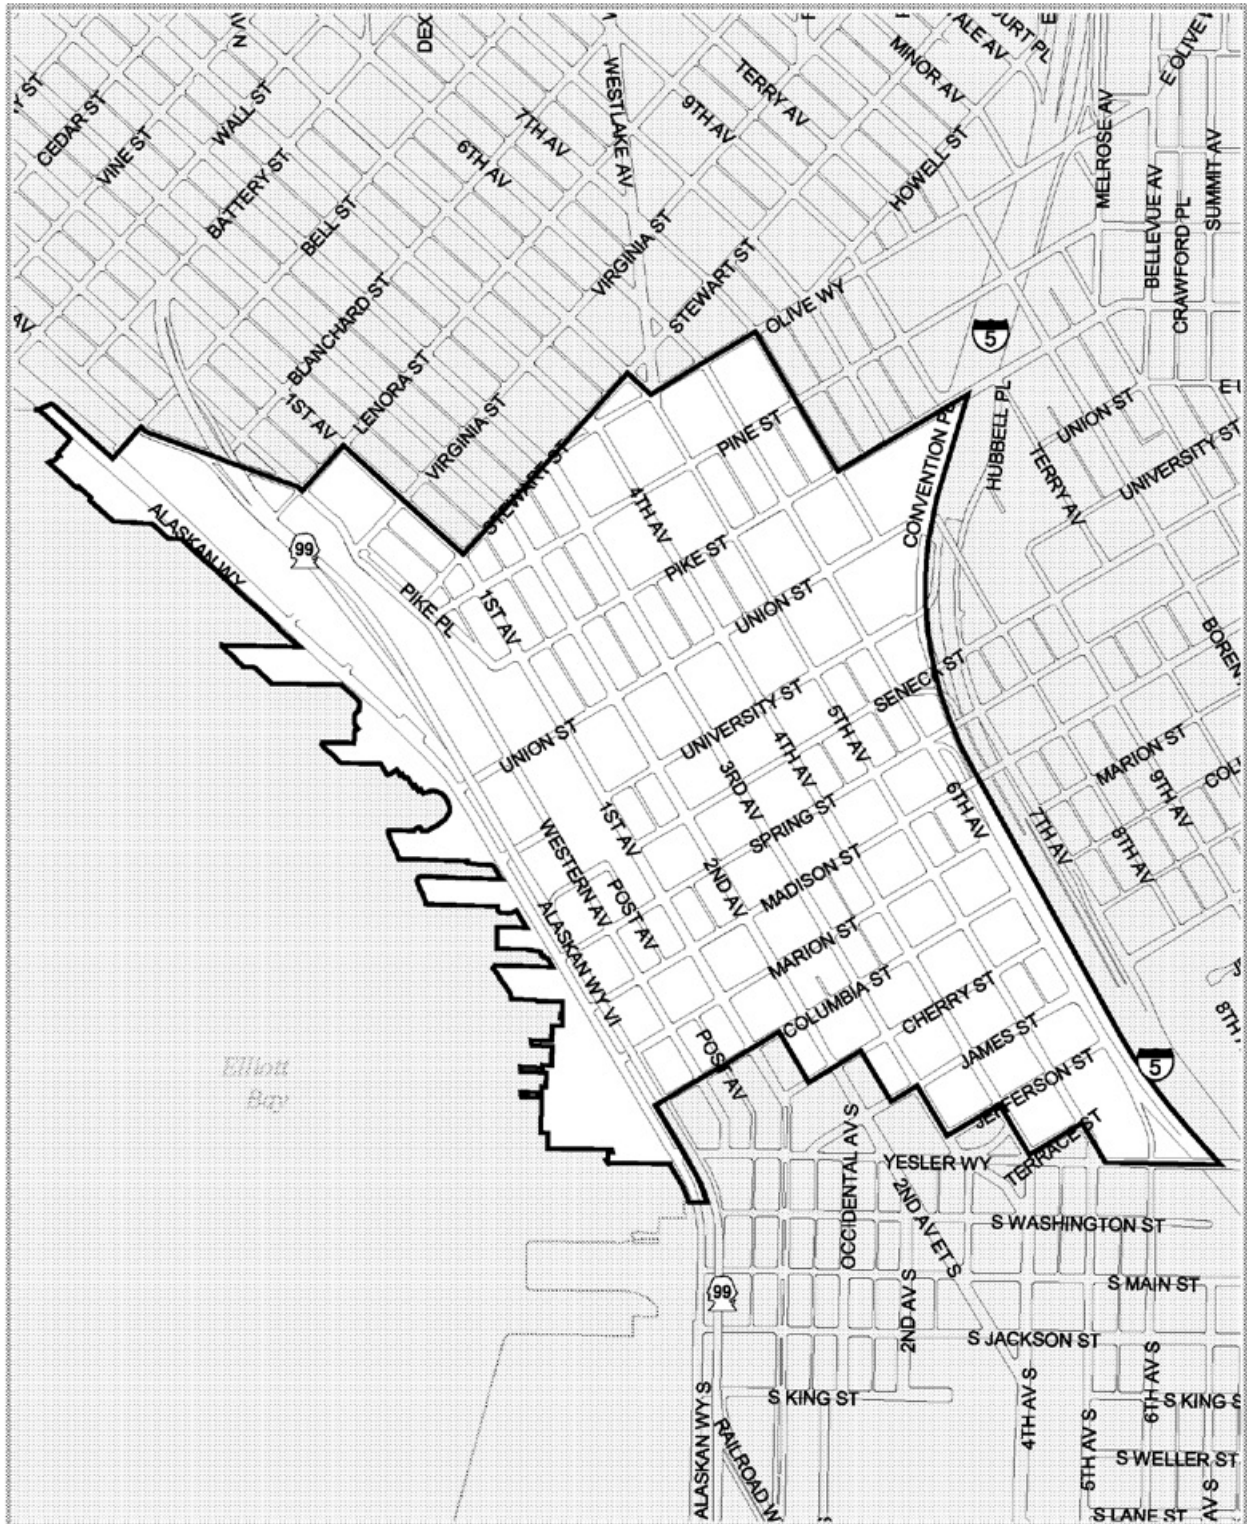 DEX
WESTLAKE AV
ALE AV
MINOR AV
E OLIVE
CEDAR ST
VINE ST
WALL ST
BATTERY ST
BELL ST
7TH AV
6TH AV
9TH AV
TERRY AV
HOWELL ST
MELROSE AV
BELLEVUE AV
CRAWFORD PL
SUMMIT AV
VIRGINIA ST
STEWART ST
OLIVE WY
5
AV
BLANCHARD ST
1ST AV
LENORA ST
VIRGINIA ST
STEWART ST
PINE ST
4TH AV
CONVENTION PL
HUBBELL PL
UNION ST
UNIVERSITY ST
TERRY AV
ALASKAN WY
99
PIKE PL
1ST AV
PIKE ST
UNION ST
SENECA ST
BOREN
UNION ST
UNIVERSITY ST
5TH AV
4TH AV
3RD AV
MARION ST
9TH AV
SPRING ST
6TH AV
7TH AV
8TH AV
1ST AV
WESTERN AV
POST AV
2ND AV
MADISON ST
ALASKAN WY VI
MARION ST
COLUMBIA ST
CHERRY ST
JAMES ST
8TH
Elliott
Bay
POST AV
5
JEFFERSON ST
TERRACE ST
OCCIDENTAL AV S
YESLER WY
2ND AV ET S
S WASHINGTON ST
S MAIN ST
99
2ND AV S
S JACKSON ST
S KING ST
4TH AV S
5TH AV S
6TH AV S
S KING S
ALASKAN WY S
RAILROAD W
S WELLER ST
AV S
S LANE ST